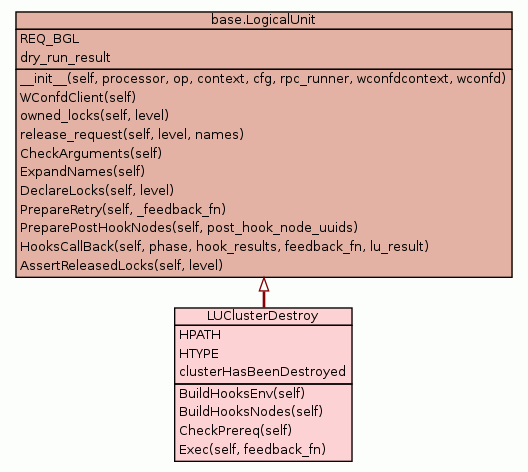 base.LogicalUnit
REQ_BGL
dry_run_result
__init__(self, processor, op, context, cfg, rpc_runner, wconfdcontext, wconfd)
WConfdClient(self)
owned_locks(self, level)
release_request(self, level, names)
CheckArguments(self)
ExpandNames(self)
DeclareLocks(self, level)
PrepareRetry(self, _feedback_fn)
PreparePostHookNodes(self, post_hook_node_uuids)
HooksCallBack(self, phase, hook_results, feedback_fn, lu_result)
AssertReleasedLocks(self, level)
LUClusterDestroy
HPATH
HTYPE
clusterHasBeenDestroyed
BuildHooksEnv(self)
BuildHooksNodes(self)
CheckPrereq(self)
Exec(self, feedback_fn)